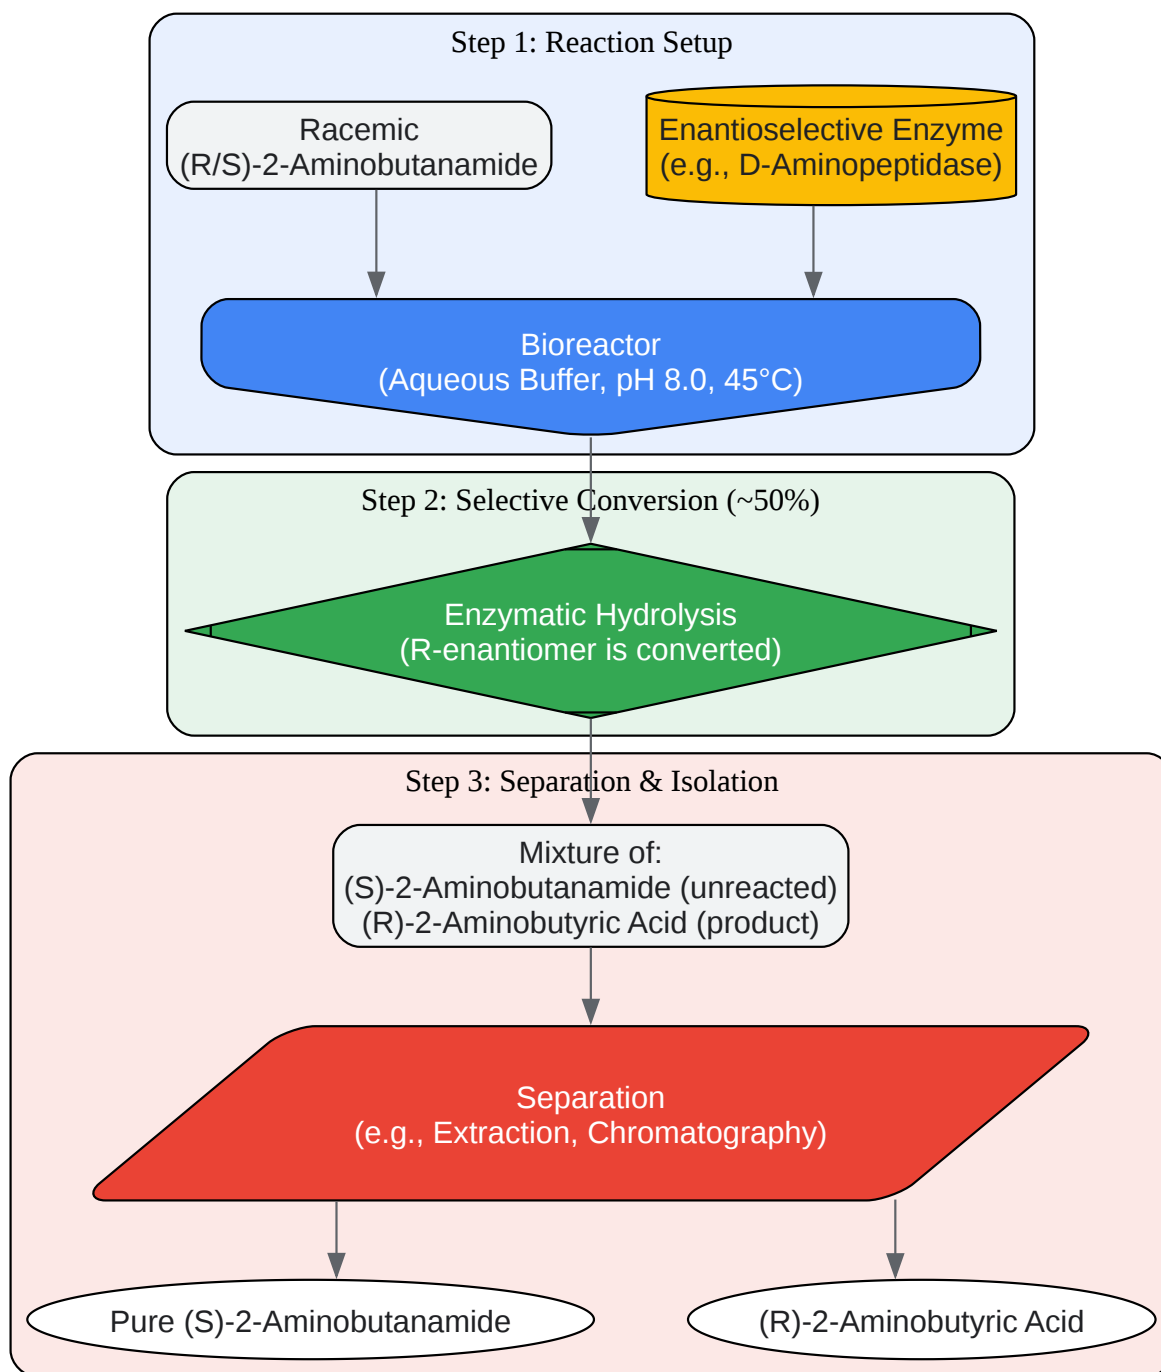 Step 1: Reaction Setup
Racemic
(R/S)-2-Aminobutanamide
Enantioselective Enzyme
(e.g., D-Aminopeptidase)
Bioreactor
(Aqueous Buffer, pH 8.0, 45°C)
Step 2: Selective Conversion (~50%)
Enzymatic Hydrolysis
(R-enantiomer is converted)
Step 3: Separation & Isolation
Mixture of:
(S)-2-Aminobutanamide (unreacted)
(R)-2-Aminobutyric Acid (product)
Separation
(e.g., Extraction, Chromatography)
Pure (S)-2-Aminobutanamide
(R)-2-Aminobutyric Acid